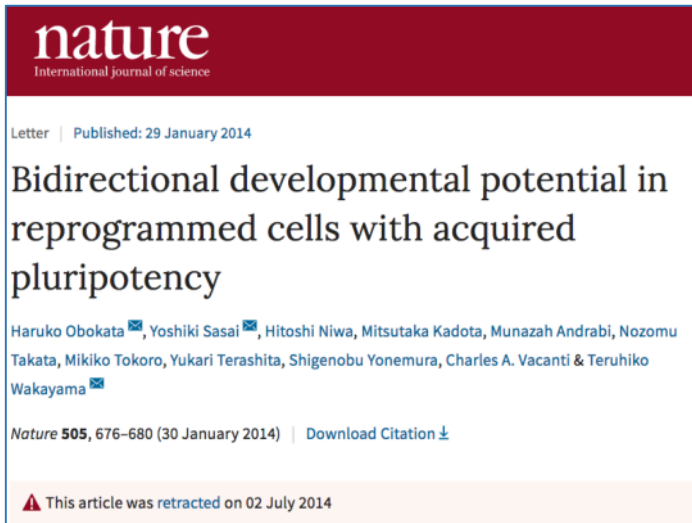 nature
International journal of science
Letter | Published: 29 January 2014
Bidirectional developmental potential in
reprogrammed cells with acquired
pluripotency
Haruko Obokata, Yoshiki Sasai, Hitoshi Niwa, Mitsutaka Kadota, Munazah Andrabi, Nozomu
Takata, Mikiko Tokoro, Yukari Terashita, Shigenobu Yonemura, Charles A. Vacanti & Teruhiko
Wakayama
Nature 505, 676–680 (30 January 2014) | Download Citation
This article was retracted on 02 July 2014